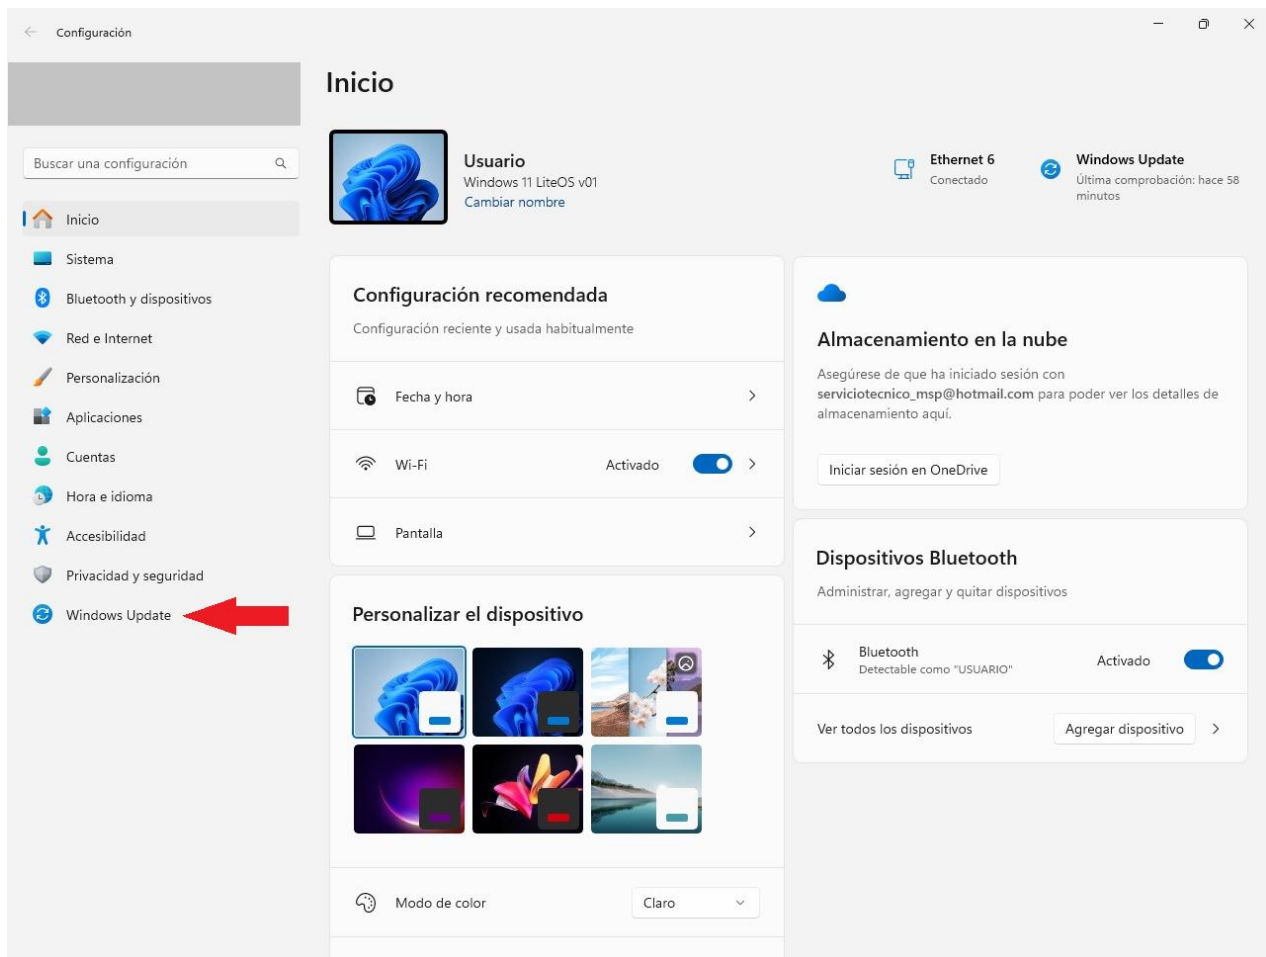 Configuración
Buscar una configuración
Inicio
Sistema
Bluetooth y dispositivos
Red e Internet
Personalización
Aplicaciones
Cuentas
Hora e idioma
Accesibilidad
Privacidad y seguridad
Windows Update
Inicio
Usuario
Windows 11 LiteOS v01
Cambiar nombre
Ethernet 6
Conectado
Windows Update
Última comprobación: hace 58
minutos
Configuración recomendada
Configuración reciente y usada habitualmente
Fecha y hora
Wi-Fi Activado
Pantalla
Personalizar el dispositivo
Modo de color Claro
Almacenamiento en la nube
Asegúrese de que ha iniciado sesión con
serviciotecnico_msp@hotmail.com para poder ver los detalles de
almacenamiento aquí.
Iniciar sesión en OneDrive
Dispositivos Bluetooth
Administrar, agregar y quitar dispositivos
Bluetooth Activado
Detectable como "USUARIO"
Ver todos los dispositivos Agregar dispositivo